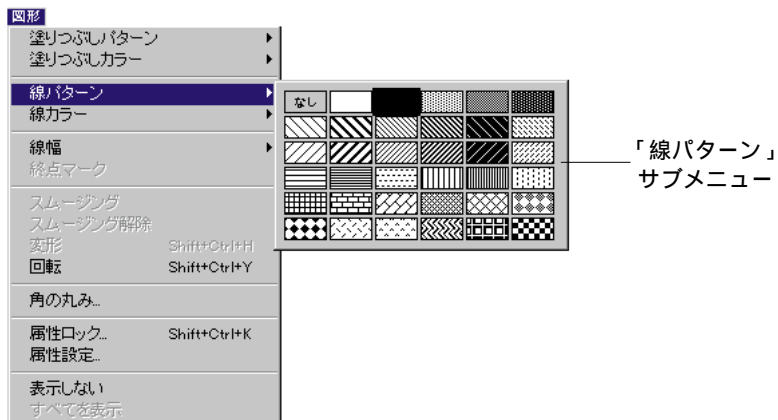 図形
塗りつぶしパターン
塗りつぶしカラー
線パターン
線カラー
線幅
終点マーク
スムージング
スムージング解除
変形 Shift+Ctrl+H
回転 Shift+Ctrl+Y
角の丸み...
属性ロック... Shift+Ctrl+K
属性設定...
表示しない
すべてを表示
なし
「線パターン」
サブメニュー